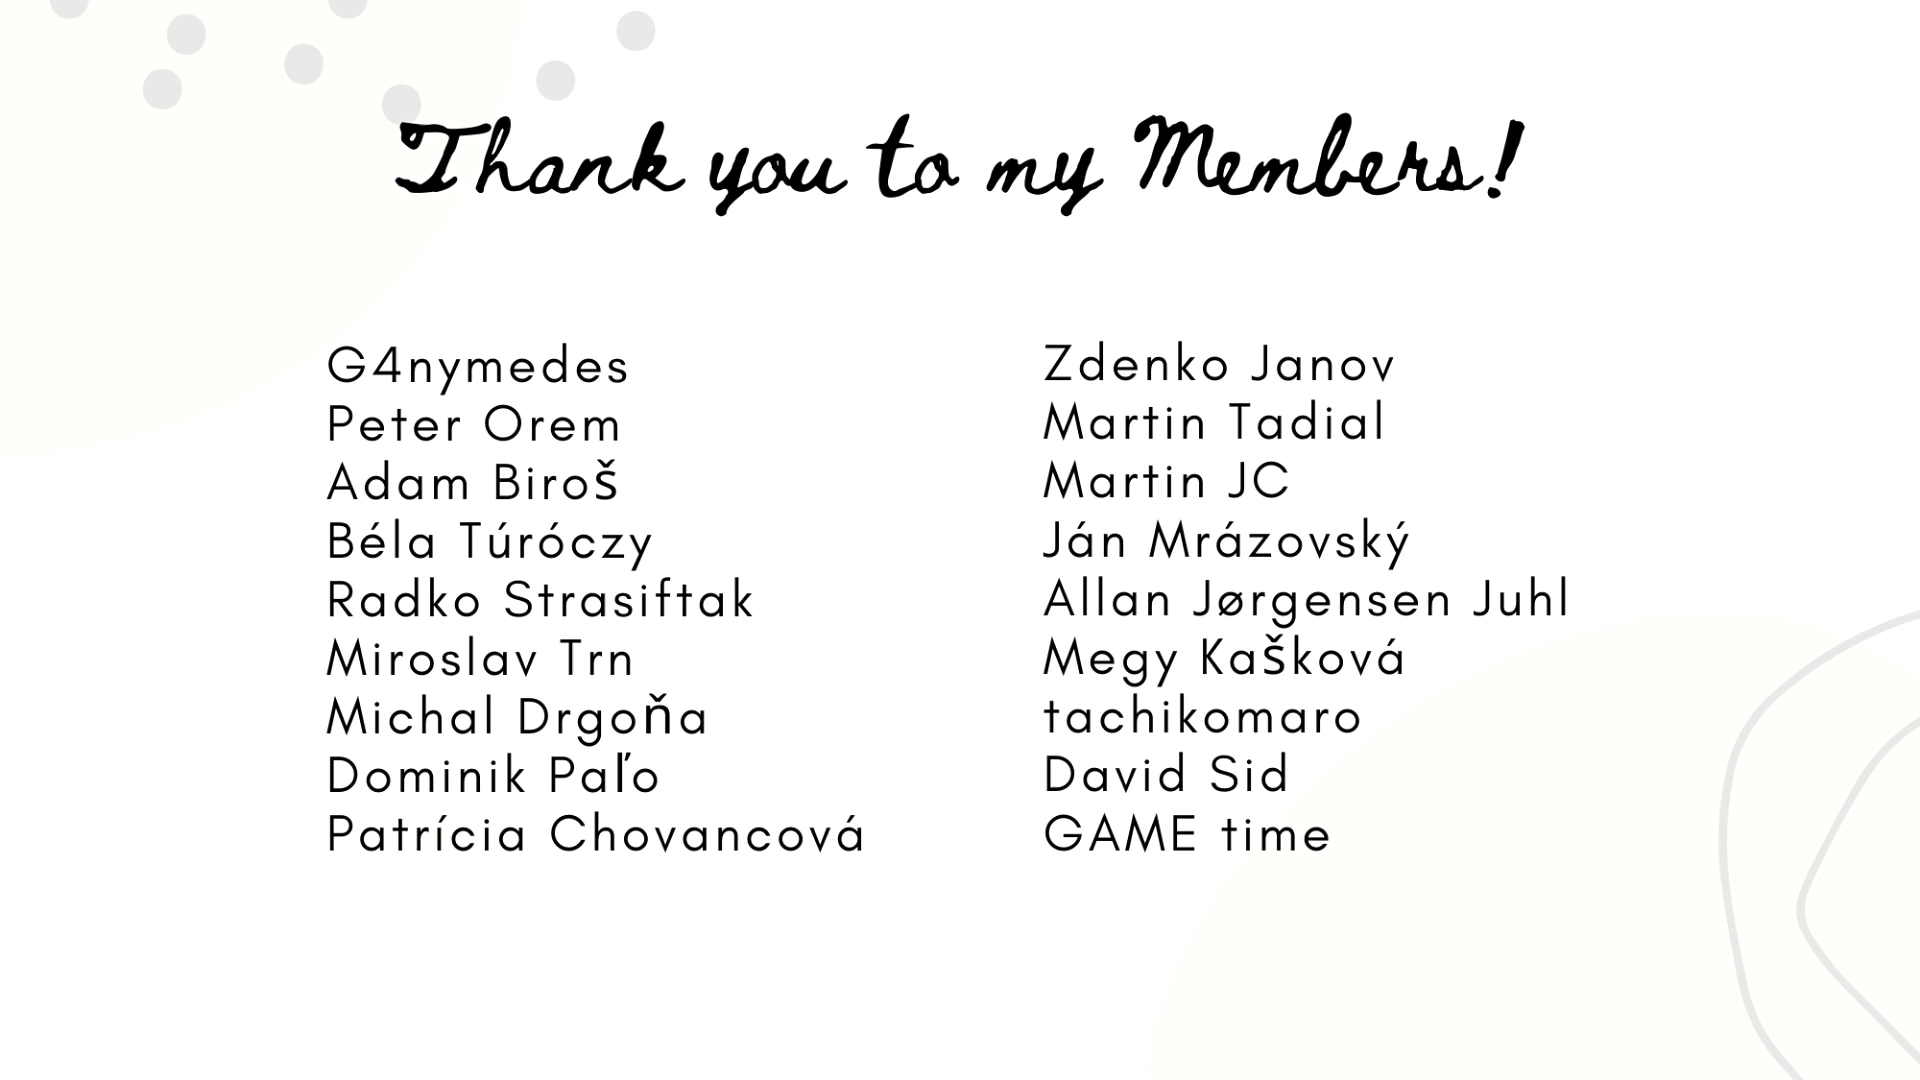 Thank you to my Members!
G4nymedes
Peter Orem
Adam Biroš
Béla Túróczy
Radko Strasiftak
Miroslav Trn
Michal Drgoňa
Dominik Paľo
Patrícia Chovancová
Zdenko Janov
Martin Tadial
Martin JC
Ján Mrázovský
Allan Jørgensen Juhl
Megy Kašková
tachikomaro
David Sid
GAME time